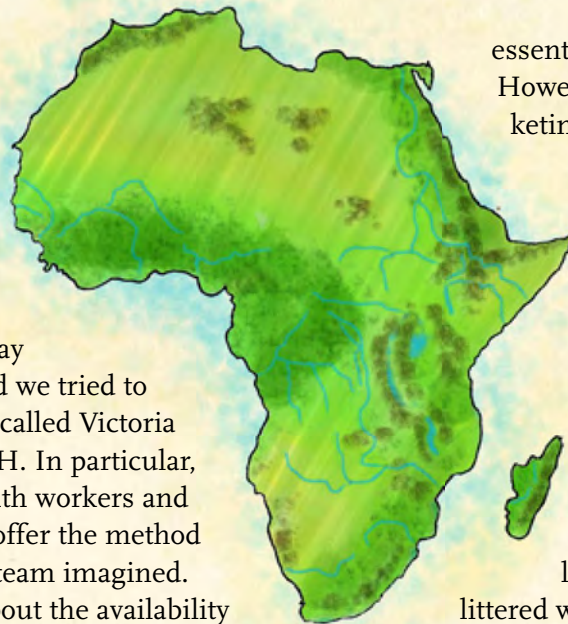 ay
d we tried to
called Victoria
H. In particular,
th workers and
offer the method
team imagined.
out the availability
essent
Howe
ketin
l
littered w